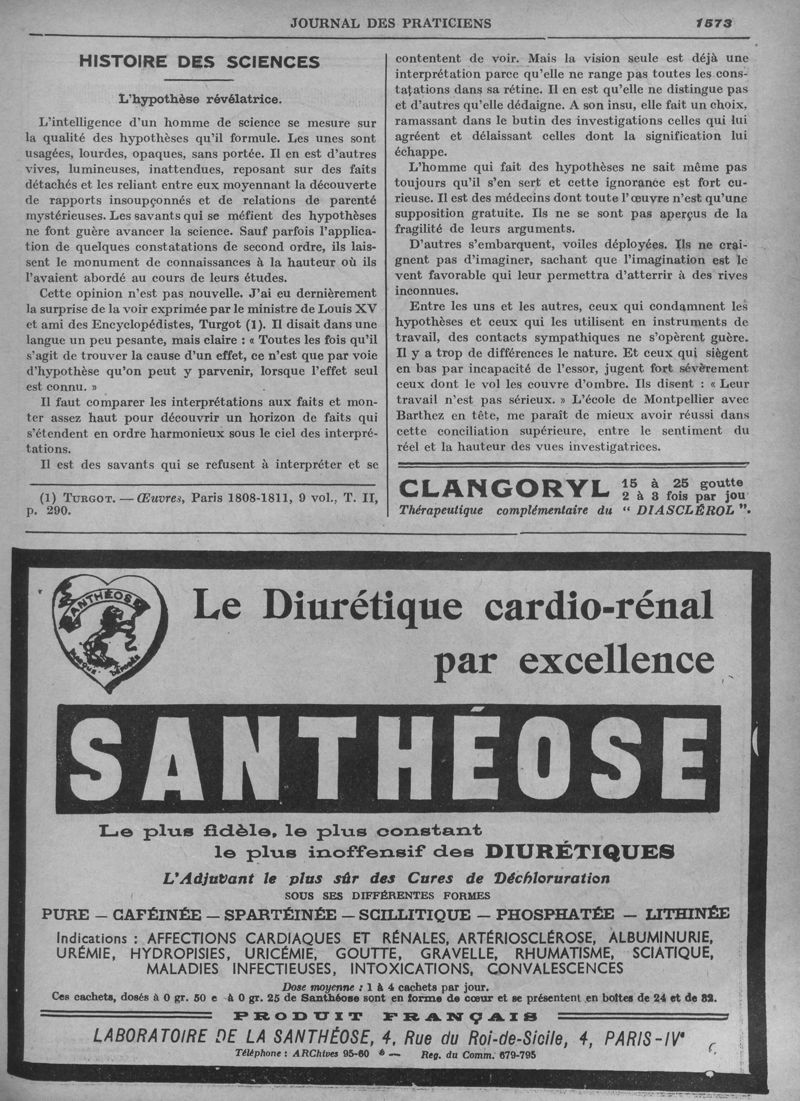 JOURNAL DES PRATICIENS 1573
HISTOIRE DES SCIENCES
L'hypothèse révélatrice.
L'intelligence d'un homme de science se mesure sur
la qualité des hypothèses qu'il formule. Les unes sont
usagées, lourdes, opaques, sans portée. Il en est d'autres
vives, lumineuses, inattendues, reposant sur des faits
détachés et les reliant entre eux moyennant la découverte
de rapports insoupçonnés et de relations de parenté
mystérieuses. Les savants qui se méfient des hypothèses
ne font guère avancer la science. Sauf parfois l'applica-
tion de quelques constatations de second ordre, ils lais-
sent le monument de connaissances à la hauteur où ils
l'avaient abordé au cours de leurs études.
Cette opinion n'est pas nouvelle. J'ai eu dernièrement
la surprise de la voir exprimée par le ministre de Louis XV
et ami des Encyclopédistes, Turgot (1). Il disait dans une
langue un peu pesante, mais claire : « Toutes les fois qu'il
s'agit de trouver la cause d'un effet, ce n'est que par voie
d'hypothèse qu'on peut y parvenir, lorsque l'effet seul
est connu. »
Il faut comparer les interprétations aux faits et mon-
ter assez haut pour découvrir un horizon de faits qui
s'étendent en ordre harmonieux sous le ciel des interpré-
tations.
Il est des savants qui se refusent à interpréter et se
(1) TURGOT. — Œuvres, Paris 1808-1811, 9 vol., T. II,
p. 290.
contentent de voir. Mais la vision seule est déjà une
interprétation parce qu'elle ne range pas toutes les cons-
tatations dans sa rétine. Il en est qu'elle ne distingue pas
et d'autres qu'elle dédaigne. A son insu, elle fait un choix,
ramassant dans le butin des investigations celles qui lui
agréent et délaissant celles dont la signification lui
échappe.
L'homme qui fait des hypothèses ne sait même pas
toujours qu'il s'en sert et cette ignorance est fort cu-
rieuse. Il est des médecins dont toute l'œuvre n'est qu'une
supposition gratuite. Ils ne se sont pas aperçus de la
fragilité de leurs arguments.
D'autres s'embarquent, voiles déployées. Ils ne crai-
gnent pas d'imaginer, sachant que l'imagination est le
vent favorable qui leur permettra d'atterrir à des rives
inconnues.
Entre les uns et les autres, ceux qui condamnent les
hypothèses et ceux qui les utilisent en instruments de
travail, des contacts sympathiques ne s'opèrent guère.
Il y a trop de différences le nature. Et ceux qui siègent
en bas par incapacité de l'essor, jugent fort sévèrement
ceux dont le vol les couvre d'ombre. Ils disent : « Leur
travail n'est pas sérieux. » L'école de Montpellier avec
Barthez en tête, me paraît de mieux avoir réussi dans
cette conciliation supérieure, entre le sentiment du
réel et la hauteur des vues investigatrices.
CLANGORYL 15 à 25 goutte
2 à 3 fois par jou
Thérapeutique complémentaire du " DIASCLÉROL ".
SANTHÉOSE
Marque Déposée
Le Diurétique cardio-rénal
par excellence
SANTHÉOSE
Le plus fidèle, le plus constant
le plus inoffensif des DIURÉTIQUES
L'Adjuvant le plus sûr des Cures de Déchloruration
SOUS SES DIFFÉRENTES FORMES
PURE — CAFÉINÉE — SPARTÉINÉE — SCILLITIQUE — PHOSPHATÉE — LITHINÉE
Indications : AFFECTIONS CARDIAQUES ET RÉNALES, ARTÉRIOSCLÉROSE, ALBUMINURIE,
URÉMIE, HYDROPISIES, URICÉMIE, GOUTTE, GRAVELLE, RHUMATISME, SCIATIQUE,
MALADIES INFECTIEUSES, INTOXICATIONS, CONVALESCENCES
Dose moyenne : 1 à 4 cachets par jour.
Ces cachets, dosés à 0 gr. 50 e à 0 gr. 25 de Santhéose sont en forme de cœur et se présentent en boîtes de 24 et de 32.
PRODUIT FRANÇAIS
LABORATOIRE DE LA SANTHÉOSE, 4, Rue du Roi-de-Sicile, 4, PARIS-IVe
Téléphone : ARChives 95-60 — Reg. du Comm. 679-795